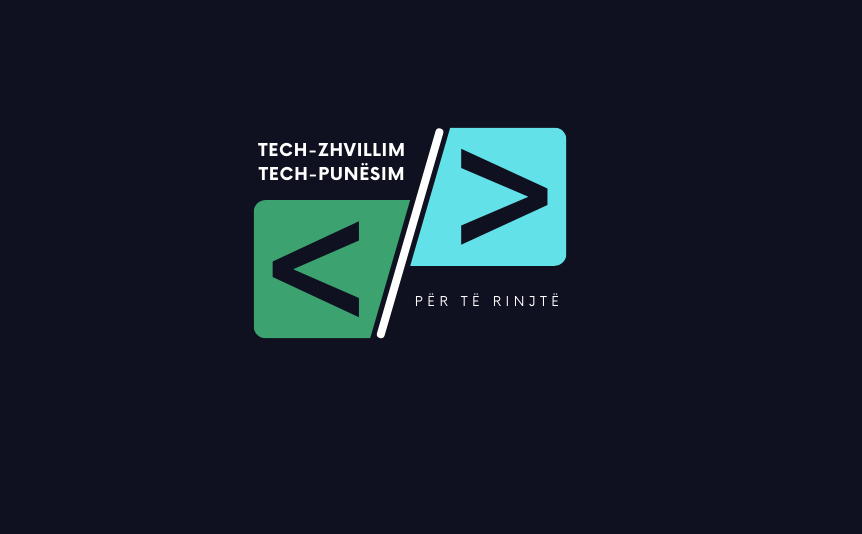 TECH-ZHVILLIM
TECH-PUNËSIM
PËR TË RINJTË